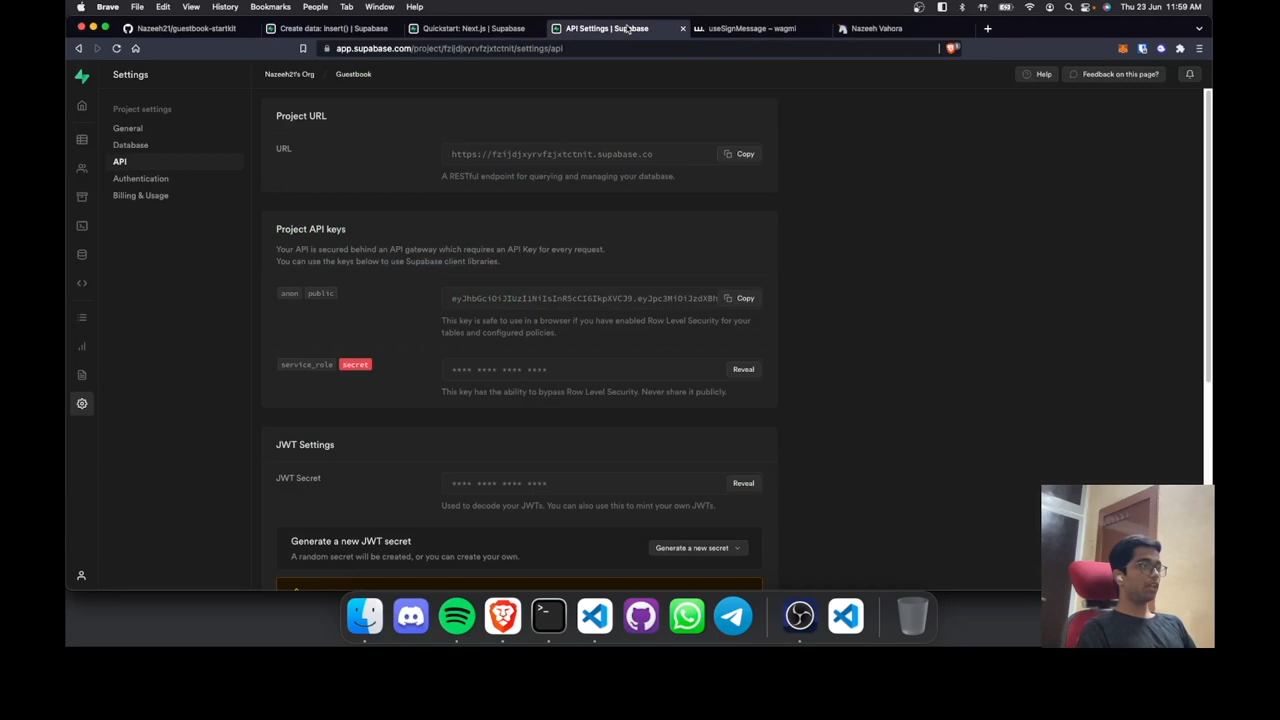 Brave File Edit View History Bookmarks People Tab Window Help Thu 23 Jun 11:59 AM
Nazeeh21/guestbook-startkit Create data: insert() | Supabase Quickstart: Next.js | Supabase API Settings | Supabase useSignMessage – wagmi Nazeeh Vahora
app.supabase.com/project/fzijdjxyrvfzjxtctnit/settings/api
Settings Nazeeh21's Org Guestbook Help Feedback on this page?
Project settings
General
Database
API
Authentication
Billing & Usage
Project URL
URL https://fzijdjxyrvfzjxtctnit.supabase.co Copy
A RESTful endpoint for querying and managing your database.
Project API keys
Your API is secured behind an API gateway which requires an API Key for every request.
You can use the keys below to use Supabase client libraries.
anon public eyJhbGciOiJIUzI1NiIsInR5cCI6IkpXVCJ9.eyJpc3MiOiJzdXBh Copy
This key is safe to use in a browser if you have enabled Row Level Security for your
tables and configured policies.
service_role secret **** **** **** **** Reveal
This key has the ability to bypass Row Level Security. Never share it publicly.
JWT Settings
JWT Secret **** **** **** **** Reveal
Used to decode your JWTs. You can also use this to mint your own JWTs.
Generate a new JWT secret
A random secret will be created, or you can create your own.
Generate a new secret